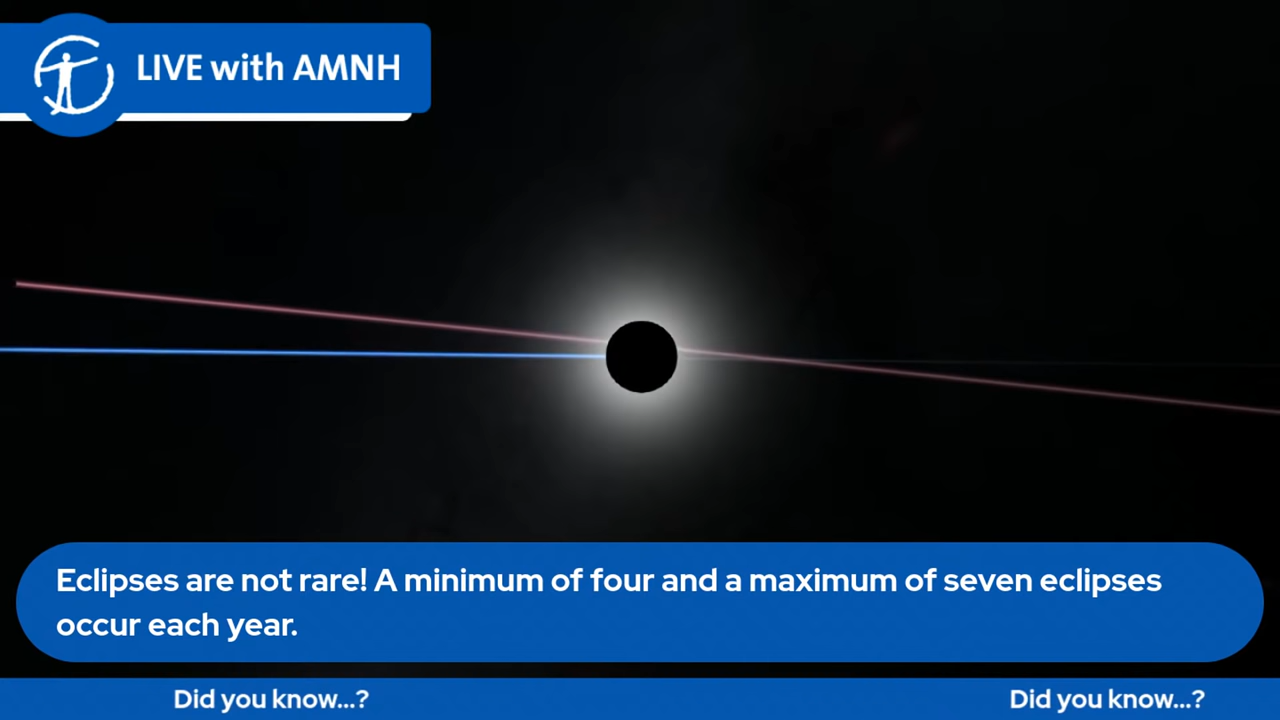 LIVE with AMNH
Eclipses are not rare! A minimum of four and a maximum of seven eclipses
occur each year.
Did you know...?
Did you know...?